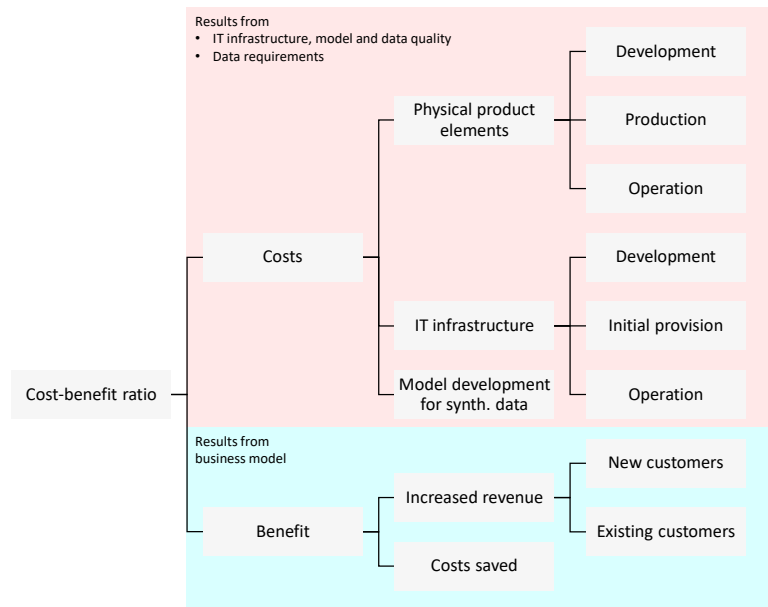 Results from
• IT infrastructure, model and data quality
• Data requirements
Development
Physical product
elements
Production
Operation
Costs
Development
IT infrastructure
Initial provision
Cost-benefit ratio
Model development
for synth. data
Operation
Results from
business model
New customers
Increased revenue
Benefit
Existing customers
Costs saved